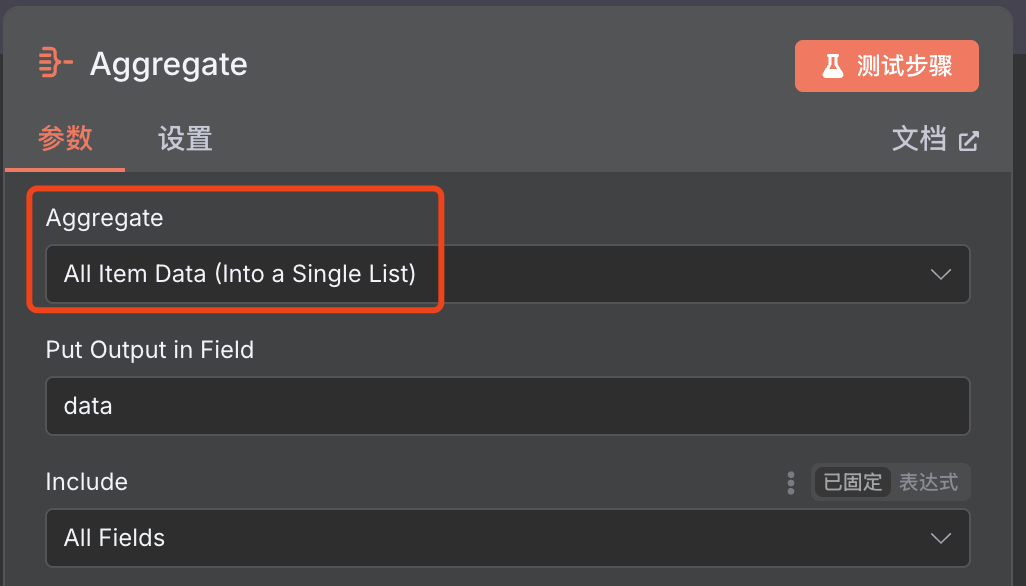 Aggregate
测试步骤
参数
设置
文档
Aggregate
All Item Data (Into a Single List)
Put Output in Field
data
Include
已固定
表达式
All Fields